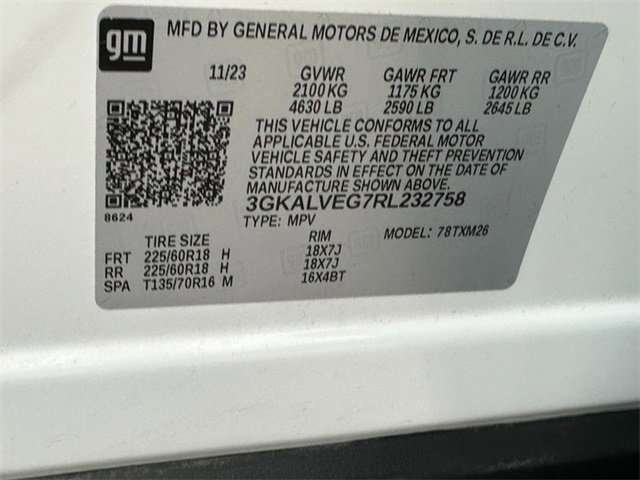 gm
MFD BY GENERAL MOTORS DE MEXICO, S. DE R.L. DE C.V.
11/23 GVWR GAWR FRT GAWR RR
2100 KG 1175 KG 1200 KG
4630 LB 2590 LB 2645 LB
THIS VEHICLE CONFORMS TO ALL
APPLICABLE U.S. FEDERAL MOTOR
VEHICLE SAFETY AND THEFT PREVENTION
STANDARDS IN EFFECT ON THE DATE OF
MANUFACTURE SHOWN ABOVE.
3GKALVEG7RL232758
8624
TYPE: MPV MODEL: 78TXM26
TIRE SIZE RIM
FRT 225/60R18 H 18X7J
RR 225/60R18 H 18X7J
SPA T135/70R16 M 16X4BT